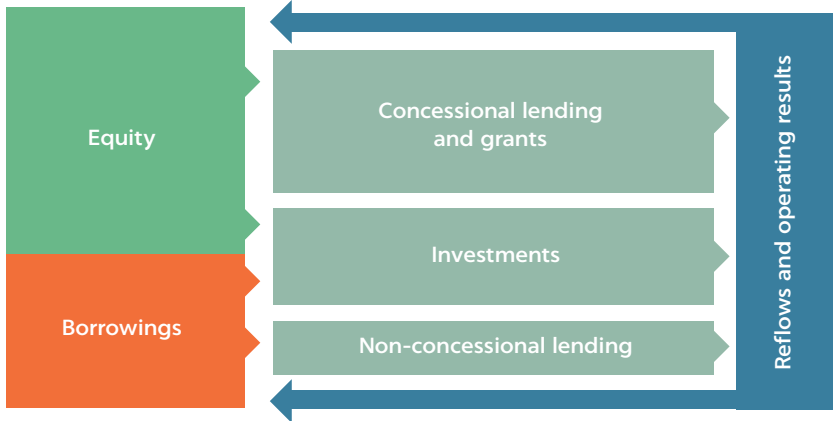 Equity
Borrowings
Concessional lending
and grants
Investments
Non-concessional lending
Reflows and operating results